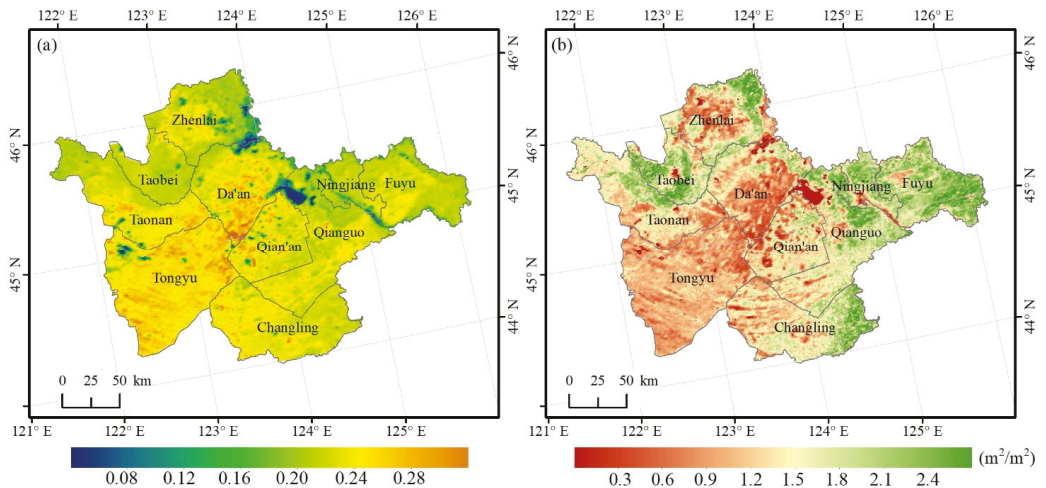 122° E 123° E 124° E 125° E 126° E
(a)
46° N
45° N
44° N
46° N
45° N
Zhenlai
Taobei
Da'an
Ningjiang
Fuyu
Taonan
Qian'an
Qianguo
Tongyu
Changling
0 25 50 km
121° E 122° E 123° E 124° E 125° E
0.08 0.12 0.16 0.20 0.24 0.28
122° E 123° E 124° E 125° E 126° E
(b)
46° N
45° N
44° N
46° N
45° N
Zhenlai
Taobei
Da'an
Ningjiang
Fuyu
Taonan
Qian'an
Qianguo
Tongyu
Changling
0 25 50 km
121° E 122° E 123° E 124° E 125° E
0.3 0.6 0.9 1.2 1.5 1.8 2.1 2.4 (m²/m²)